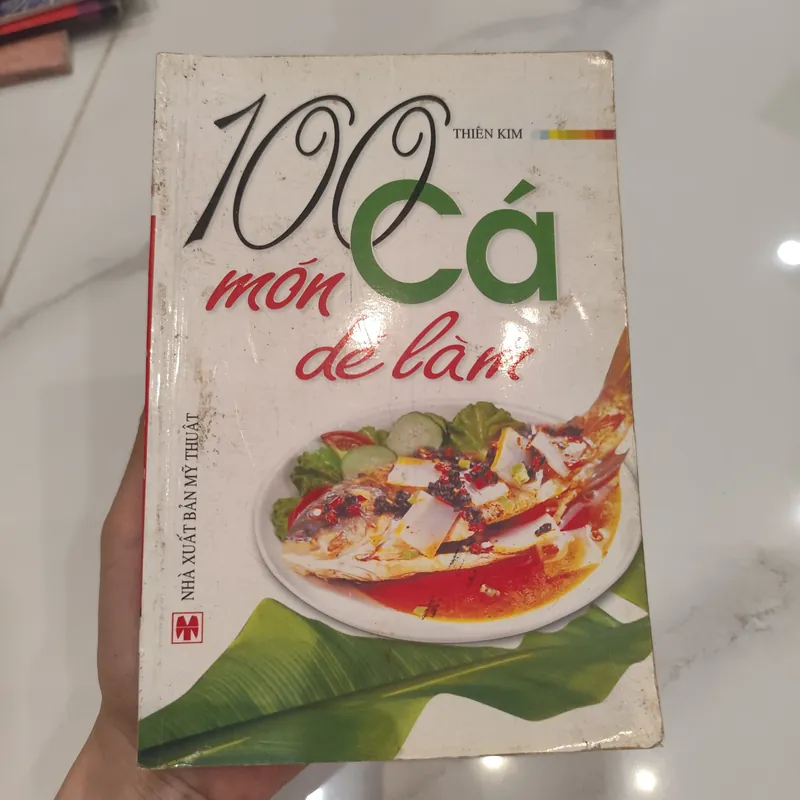 THIÊN KIM
100
món Cá
dễ làm
NHÀ XUẤT BẢN MỸ THUẬT